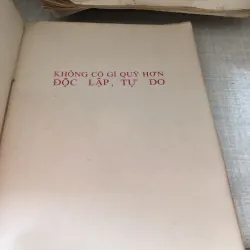 KHÔNG CÓ GÌ QUÝ HƠN
ĐỘC LẬP, TỰ DO